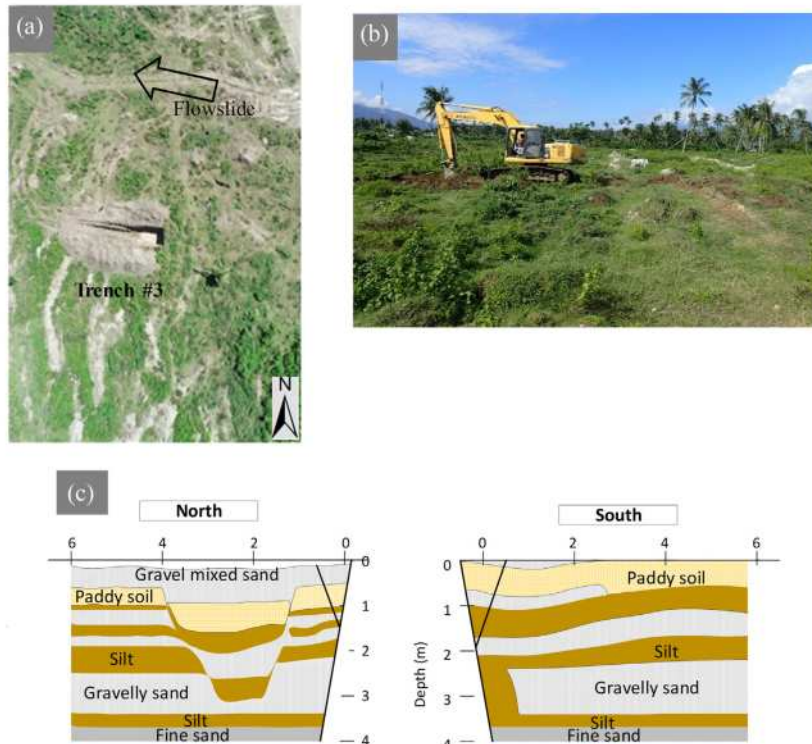 (a)
Flowslide
Trench #3
N
(b)
(c)
North
6 4 2 0
Gravel mixed sand
Paddy soil
Silt
Gravelly sand
Silt
Fine sand
0
1
2
3
4
South
0 2 4 6
Paddy soil
Silt
Gravelly sand
Silt
Fine sand
0
1
2
3
4
Depth (m)